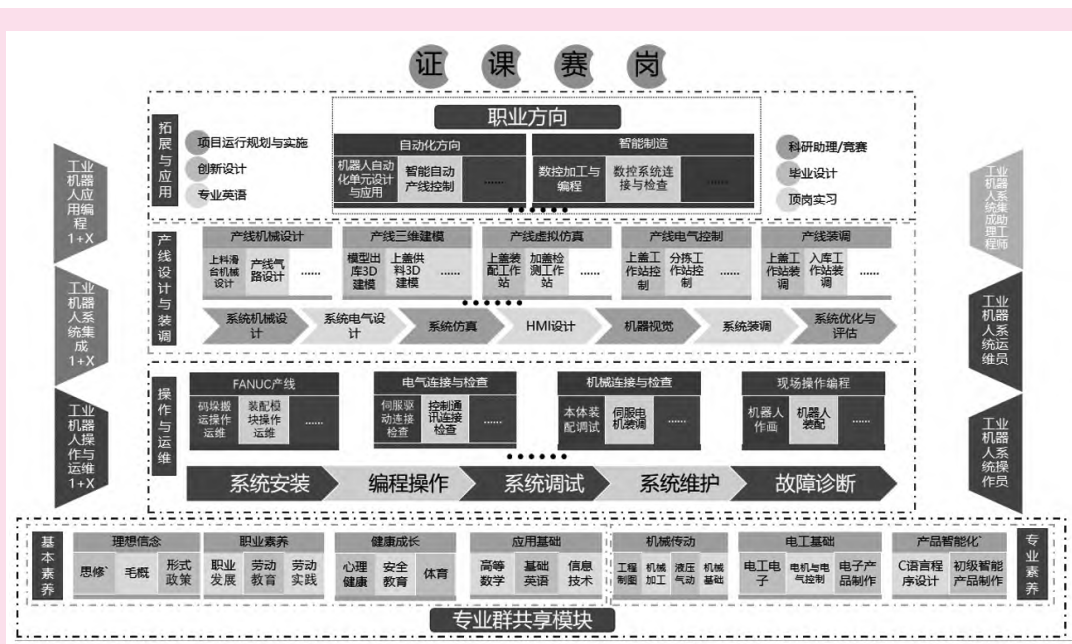 证 课 赛 岗
拓展与应用
项目运行规划与实施
创新设计
专业英语
职业方向
自动化方向
机器人自动
化单元设计
与应用
智能自动
产线控制
......
智能制造
数控加工与
编程
数控系统连
接与检查
......
科研助理/竞赛
毕业设计
顶岗实习
工业机器人应用编程1+X
工业机器人系统集成1+X
工业机器人操作与运维1+X
工业机器人系统集成助理工程师
工业机器人系统运维员
工业机器人系统操作员
产线设计与装调
产线机械设计
上料滑
台机械
设计
产线气
路设计
......
产线三维建模
模型出
库3D
建模
上盖供
料3D
建模
......
产线虚拟仿真
上盖装
配工作
站
加盖检
测工作
站
......
产线电气控制
上盖工
作站控
制
分拣工
作站控
制
......
产线装调
上盖工
作站装
调
入库工
作站装
调
......
系统机械设
计
系统电气设
计
系统仿真
HMI设计
机器视觉
系统装调
系统优化与
评估
操作与运维
FANUC产线
码垛搬
运操作
运维
装配模
块操作
运维
......
电气连接与检查
伺服驱
动连接
检查
控制通
讯连接
检查
......
机械连接与检查
本体装
配调试
伺服电
机装调
......
现场操作编程
机器人
作画
机器人
装配
......
系统安装
编程操作
系统调试
系统维护
故障诊断
基本素养
理想信念
思修`
毛概
形式
政策
职业素养
职业
发展
劳动
教育
劳动
实践
健康成长
心理
健康
安全
教育
体育
应用基础
高等
数学
基础
英语
信息
技术
机械传动
工程
制图
机械
加工
液压
气动
机械
基础
电工基础
电工电
子
电机与电
气控制
电子产
品制作
产品智能化`
C语言程
序设计
初级智能
产品制作
专业素养
专业群共享模块